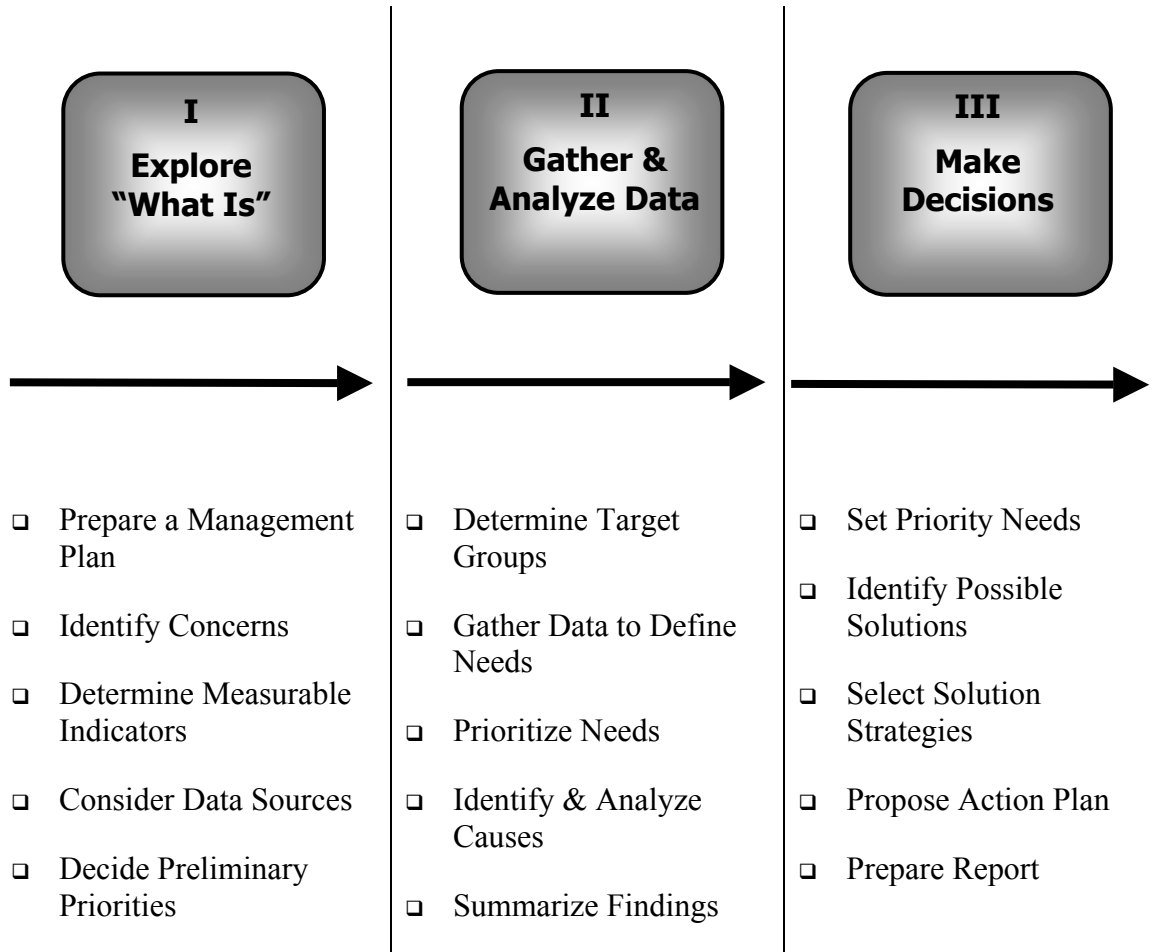 I
Explore
“What Is”
❑ Prepare a Management
Plan
❑ Identify Concerns
❑ Determine Measurable
Indicators
❑ Consider Data Sources
❑ Decide Preliminary
Priorities
II
Gather &
Analyze Data
❑ Determine Target
Groups
❑ Gather Data to Define
Needs
❑ Prioritize Needs
❑ Identify & Analyze
Causes
❑ Summarize Findings
III
Make
Decisions
❑ Set Priority Needs
❑ Identify Possible
Solutions
❑ Select Solution
Strategies
❑ Propose Action Plan
❑ Prepare Report